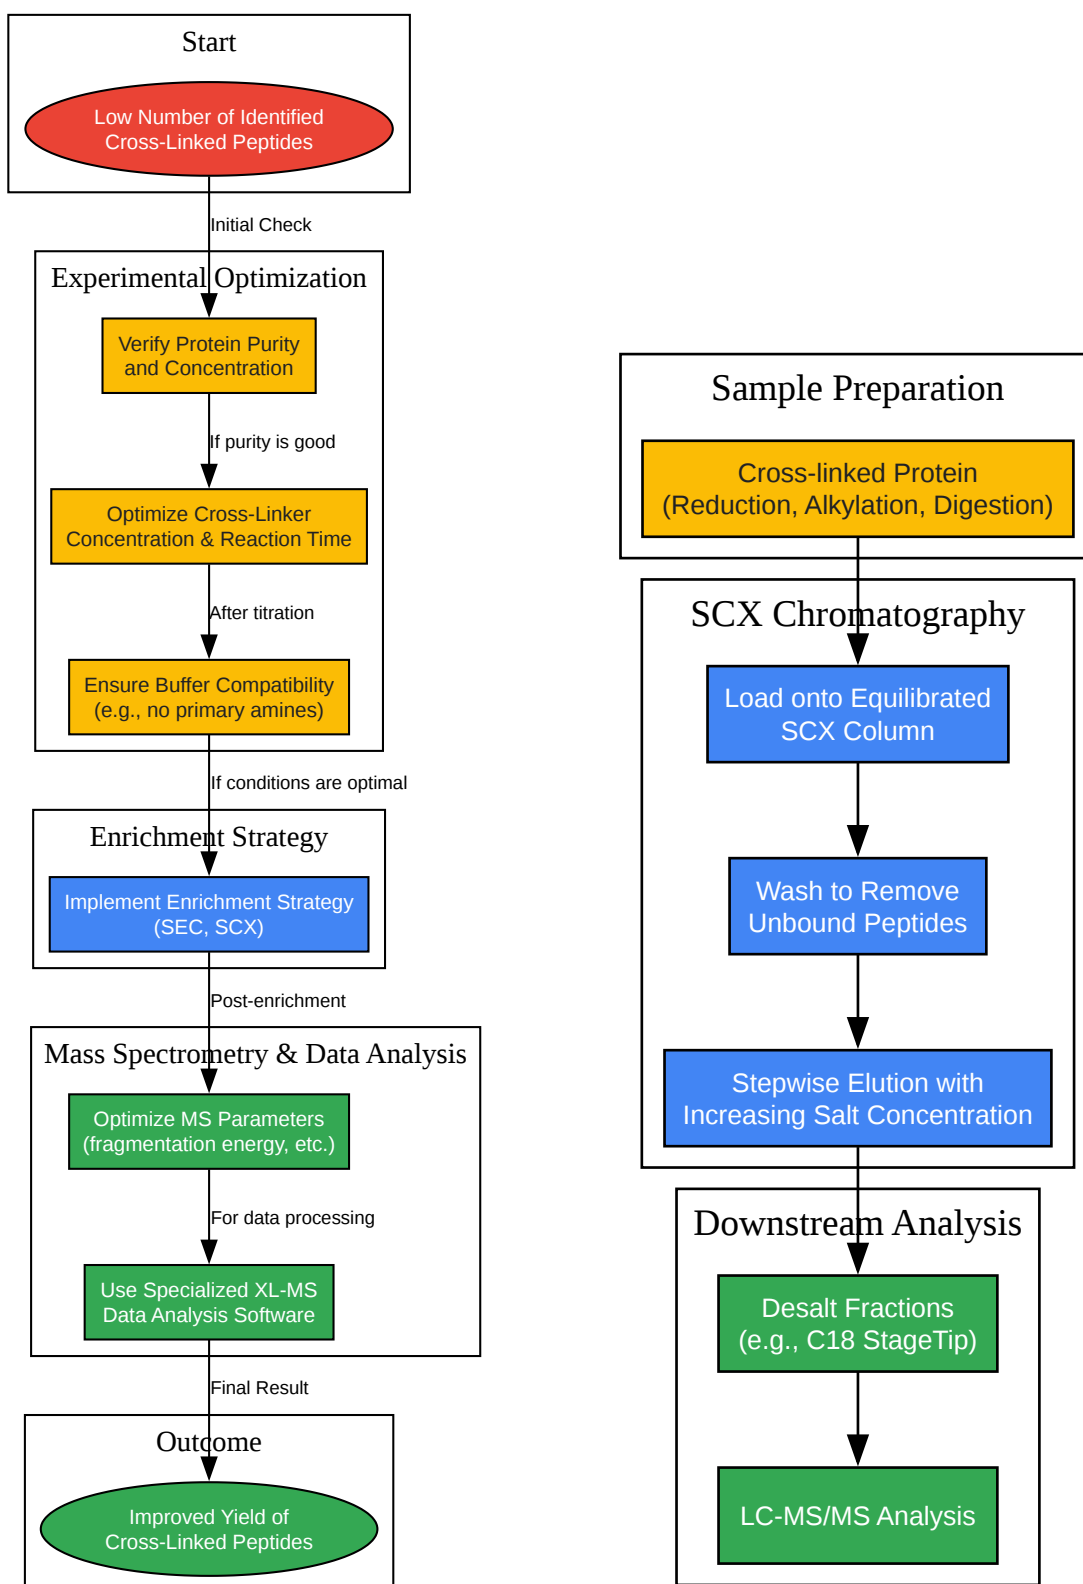 Start
Low Number of Identified
Cross-Linked Peptides
Initial Check
Experimental Optimization
Verify Protein Purity
and Concentration
If purity is good
Optimize Cross-Linker
Concentration & Reaction Time
After titration
Ensure Buffer Compatibility
(e.g., no primary amines)
If conditions are optimal
Enrichment Strategy
Implement Enrichment Strategy
(SEC, SCX)
Post-enrichment
Mass Spectrometry & Data Analysis
Optimize MS Parameters
(fragmentation energy, etc.)
For data processing
Use Specialized XL-MS
Data Analysis Software
Final Result
Outcome
Improved Yield of
Cross-Linked Peptides
Sample Preparation
Cross-linked Protein
(Reduction, Alkylation, Digestion)
SCX Chromatography
Load onto Equilibrated
SCX Column
Wash to Remove
Unbound Peptides
Stepwise Elution with
Increasing Salt Concentration
Downstream Analysis
Desalt Fractions
(e.g., C18 StageTip)
LC-MS/MS Analysis